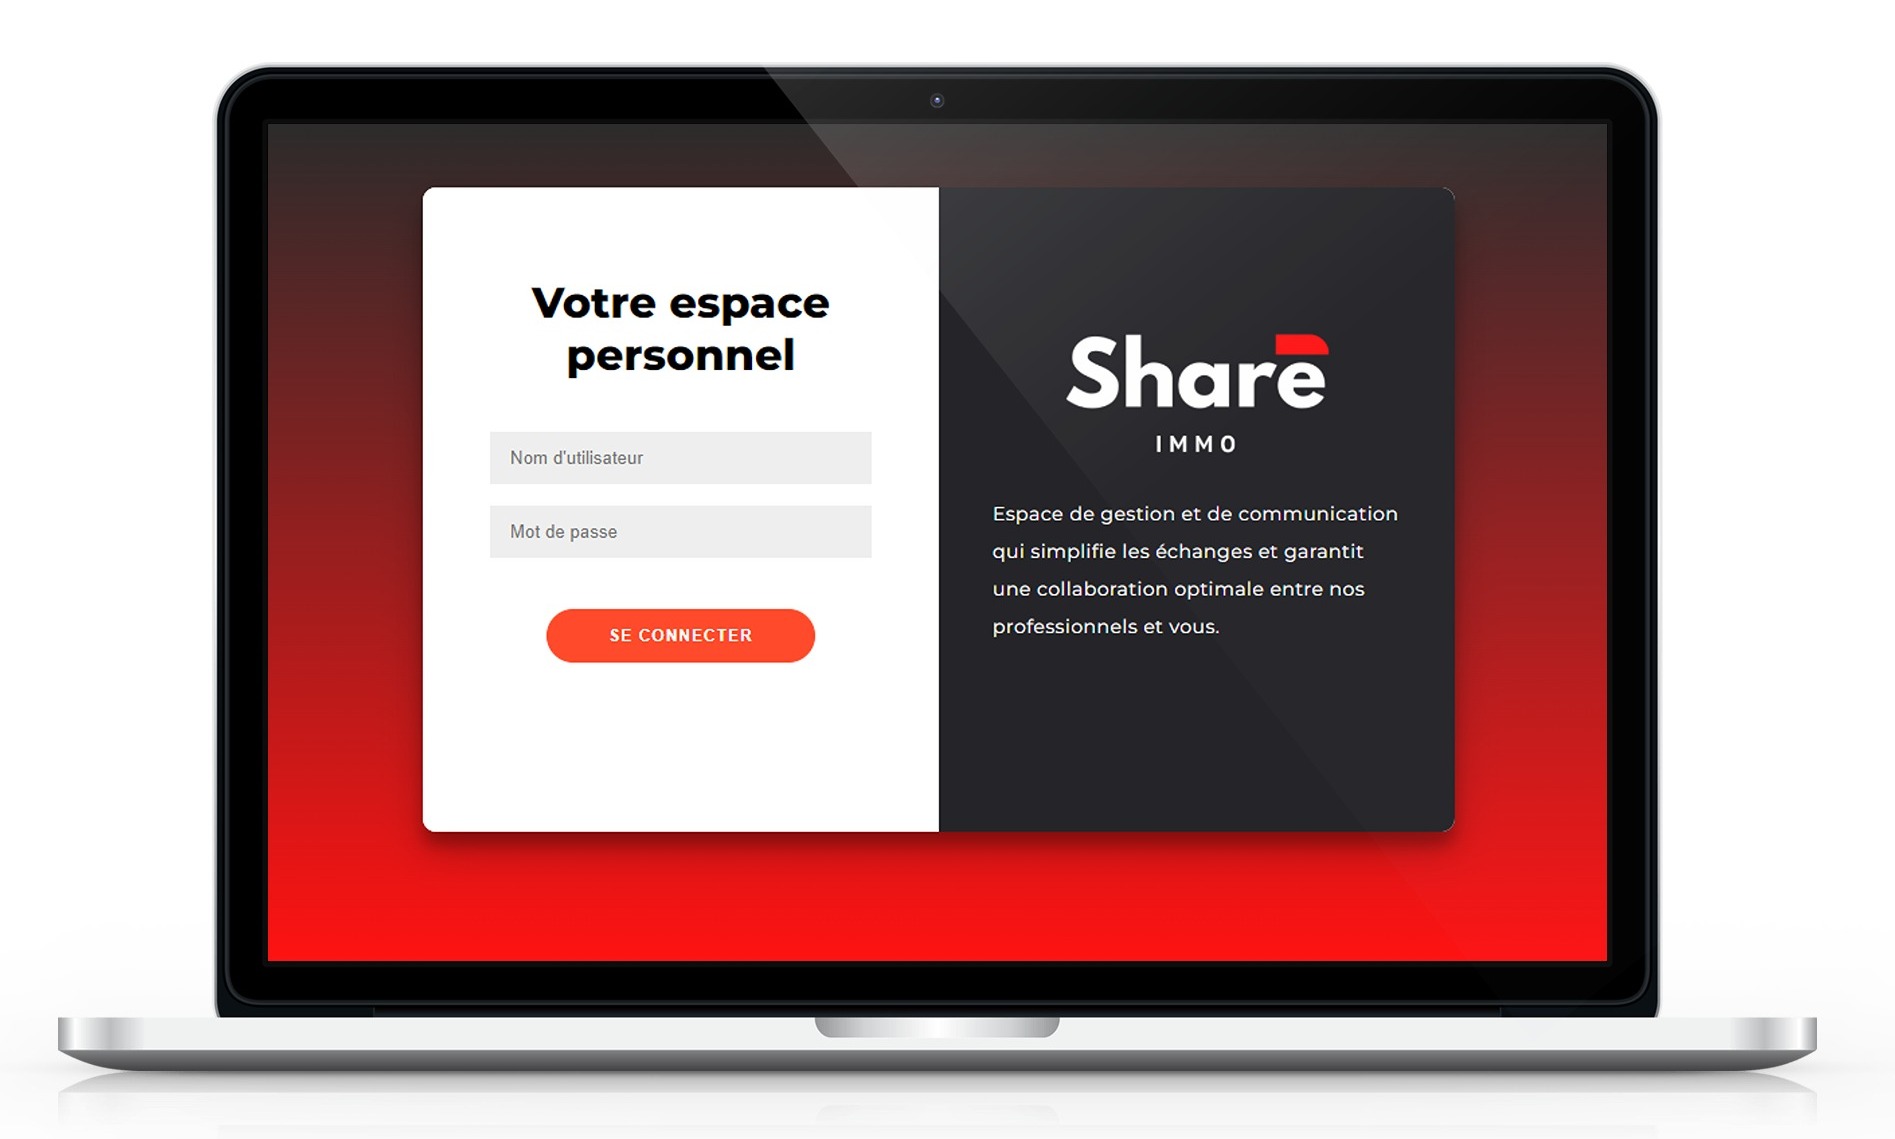 Votre espace
personnel
Nom d'utilisateur
Mot de passe
SE CONNECTER
Share
IMMO
Espace de gestion et de communication
qui simplifie les échanges et garantit
une collaboration optimale entre nos
professionnels et vous.